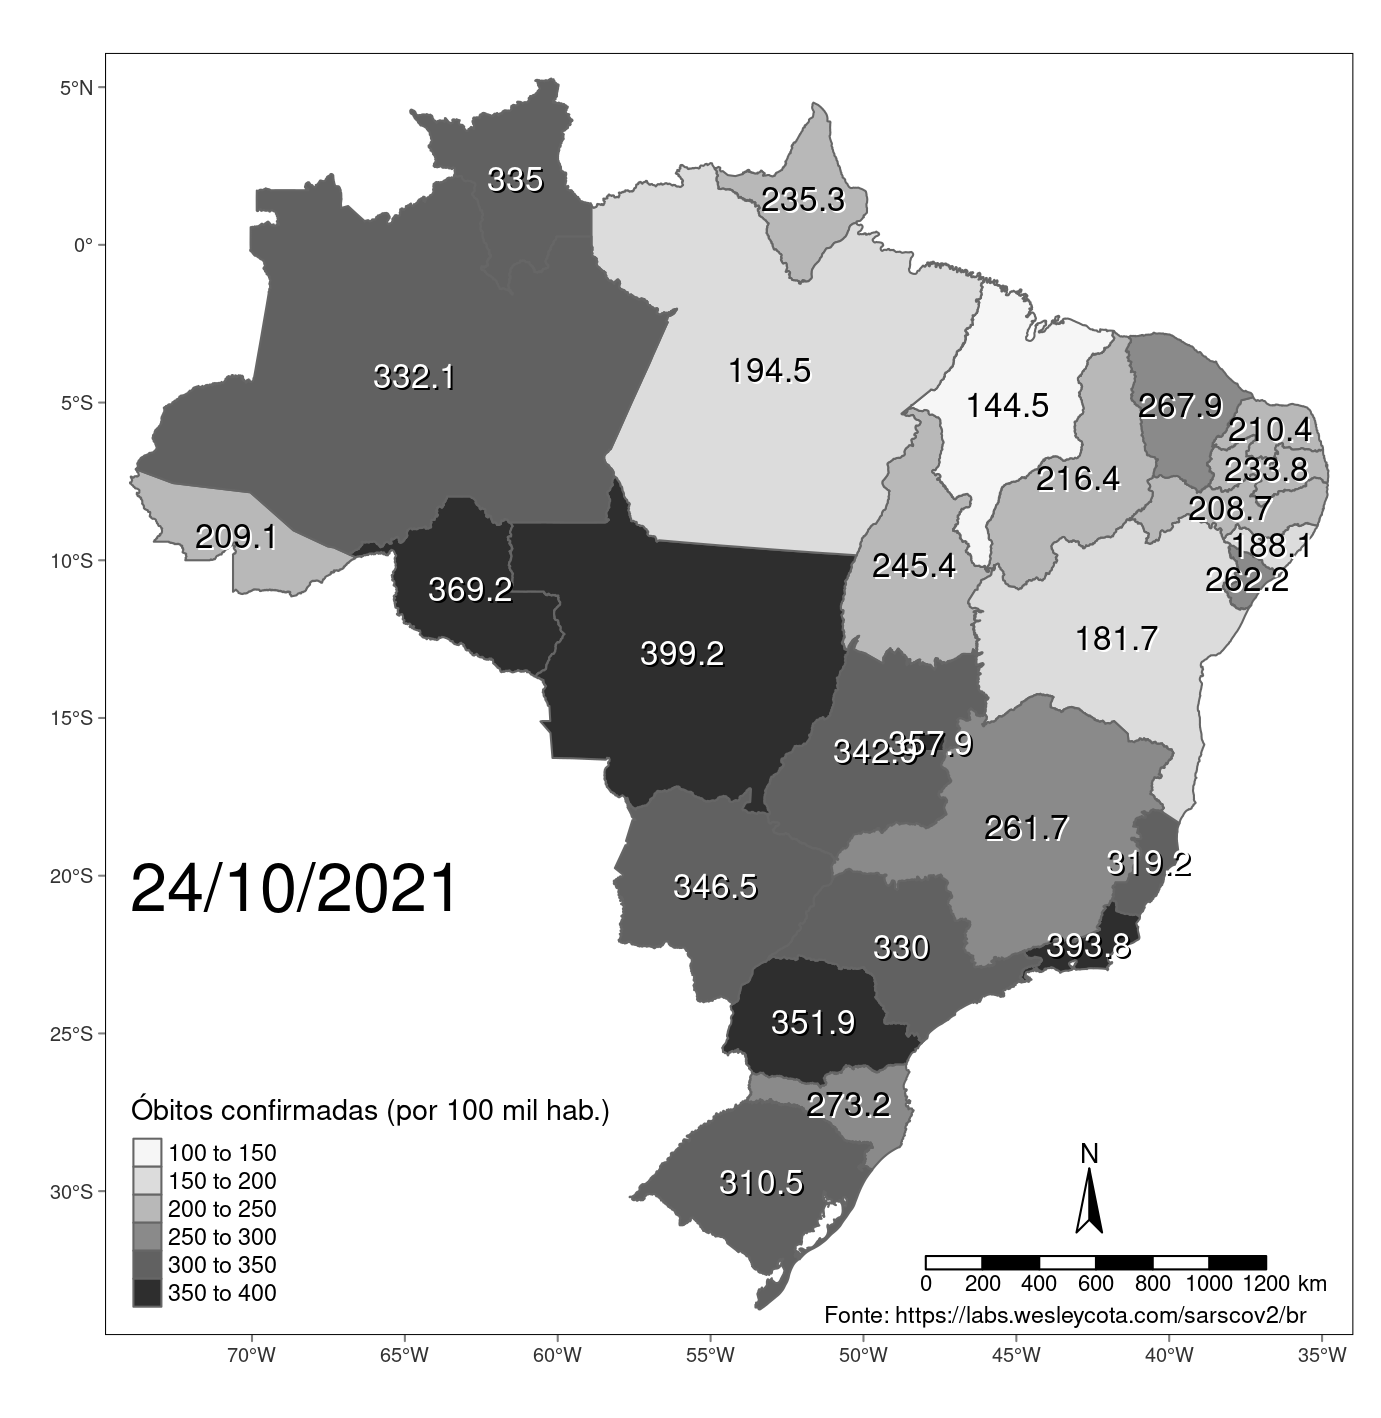 5°N
0°
5°S
10°S
15°S
20°S
25°S
30°S
335
235.3
332.1
194.5
144.5
267.9
210.4
216.4
233.8
208.7
209.1
188.1
245.4
262.2
369.2
181.7
399.2
342.9
357.9
261.7
319.2
346.5
330
393.8
351.9
273.2
310.5
24/10/2021
Óbitos confirmadas (por 100 mil hab.)
100 to 150
150 to 200
200 to 250
250 to 300
300 to 350
350 to 400
N
0 200 400 600 800 1000 1200 km
Fonte: https://labs.wesleycota.com/sarscov2/br
70°W 65°W 60°W 55°W 50°W 45°W 40°W 35°W